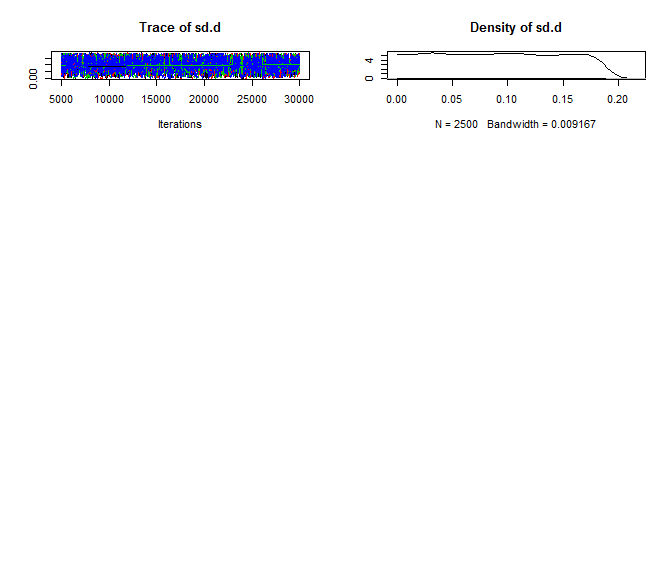 Trace of sd.d
0.00
5000 10000 15000 20000 25000 30000
Iterations
Density of sd.d
4
0
0.00 0.05 0.10 0.15 0.20
N = 2500 Bandwidth = 0.009167